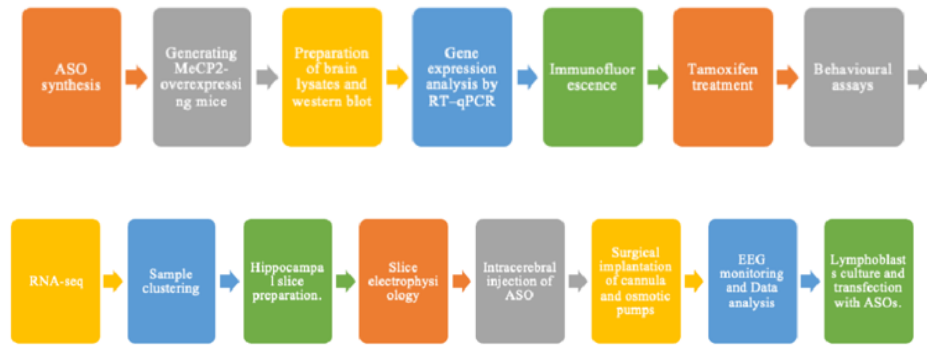 ASO
synthesis
Generating
MeCP2-
overexpressi
ng mice
Preparation
of brain
lysates and
western blot
Gene
expression
analysis by
RT-qPCR
Immunofluor
escence
Tamoxifen
treatment
Behavioural
assays
RNA-seq
Sample
clustering
Hippocampa
l slice
preparation.
Slice
electrophysi
ology
Intracerebral
injection of
ASO
Surgical
implantation
of cannula
and osmotic
pumps
EEG
monitoring
and Data
analysis
Lymphoblast
s culture and
transfection
with ASOs.